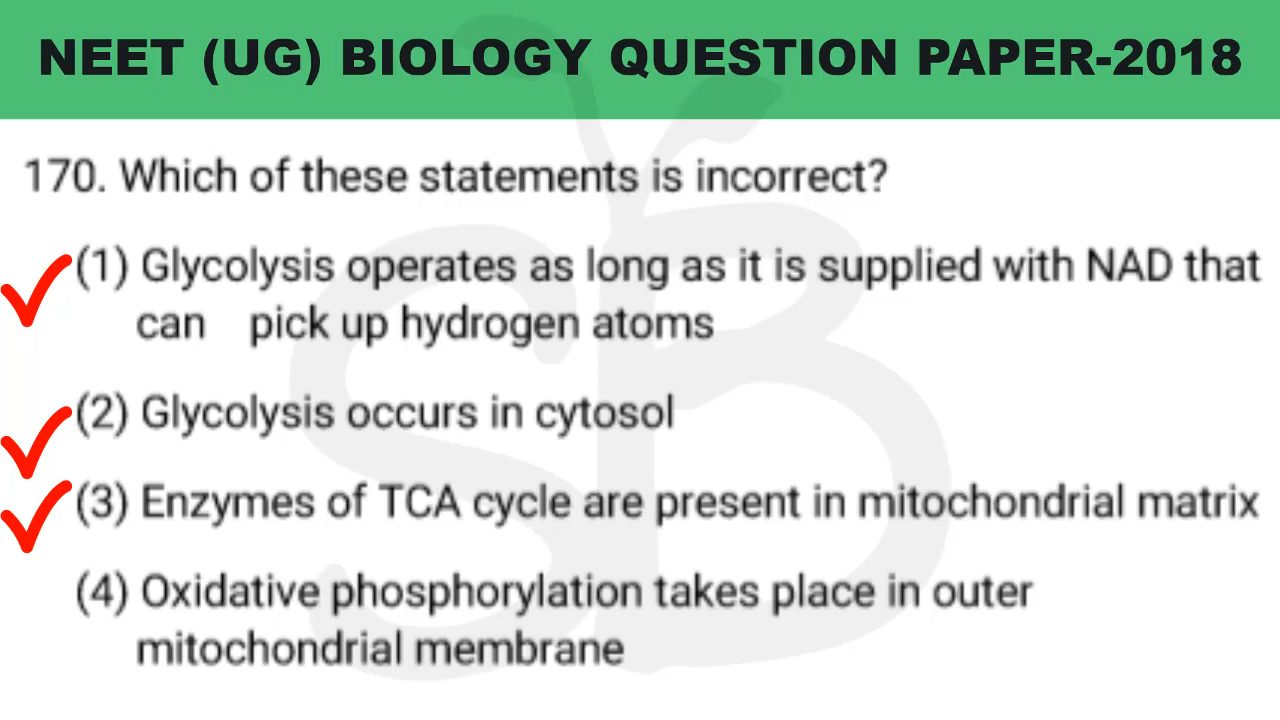 NEET (UG) BIOLOGY QUESTION PAPER-2018
170. Which of these statements is incorrect?
(1) Glycolysis operates as long as it is supplied with NAD that
can pick up hydrogen atoms
(2) Glycolysis occurs in cytosol
(3) Enzymes of TCA cycle are present in mitochondrial matrix
(4) Oxidative phosphorylation takes place in outer
mitochondrial membrane
SB